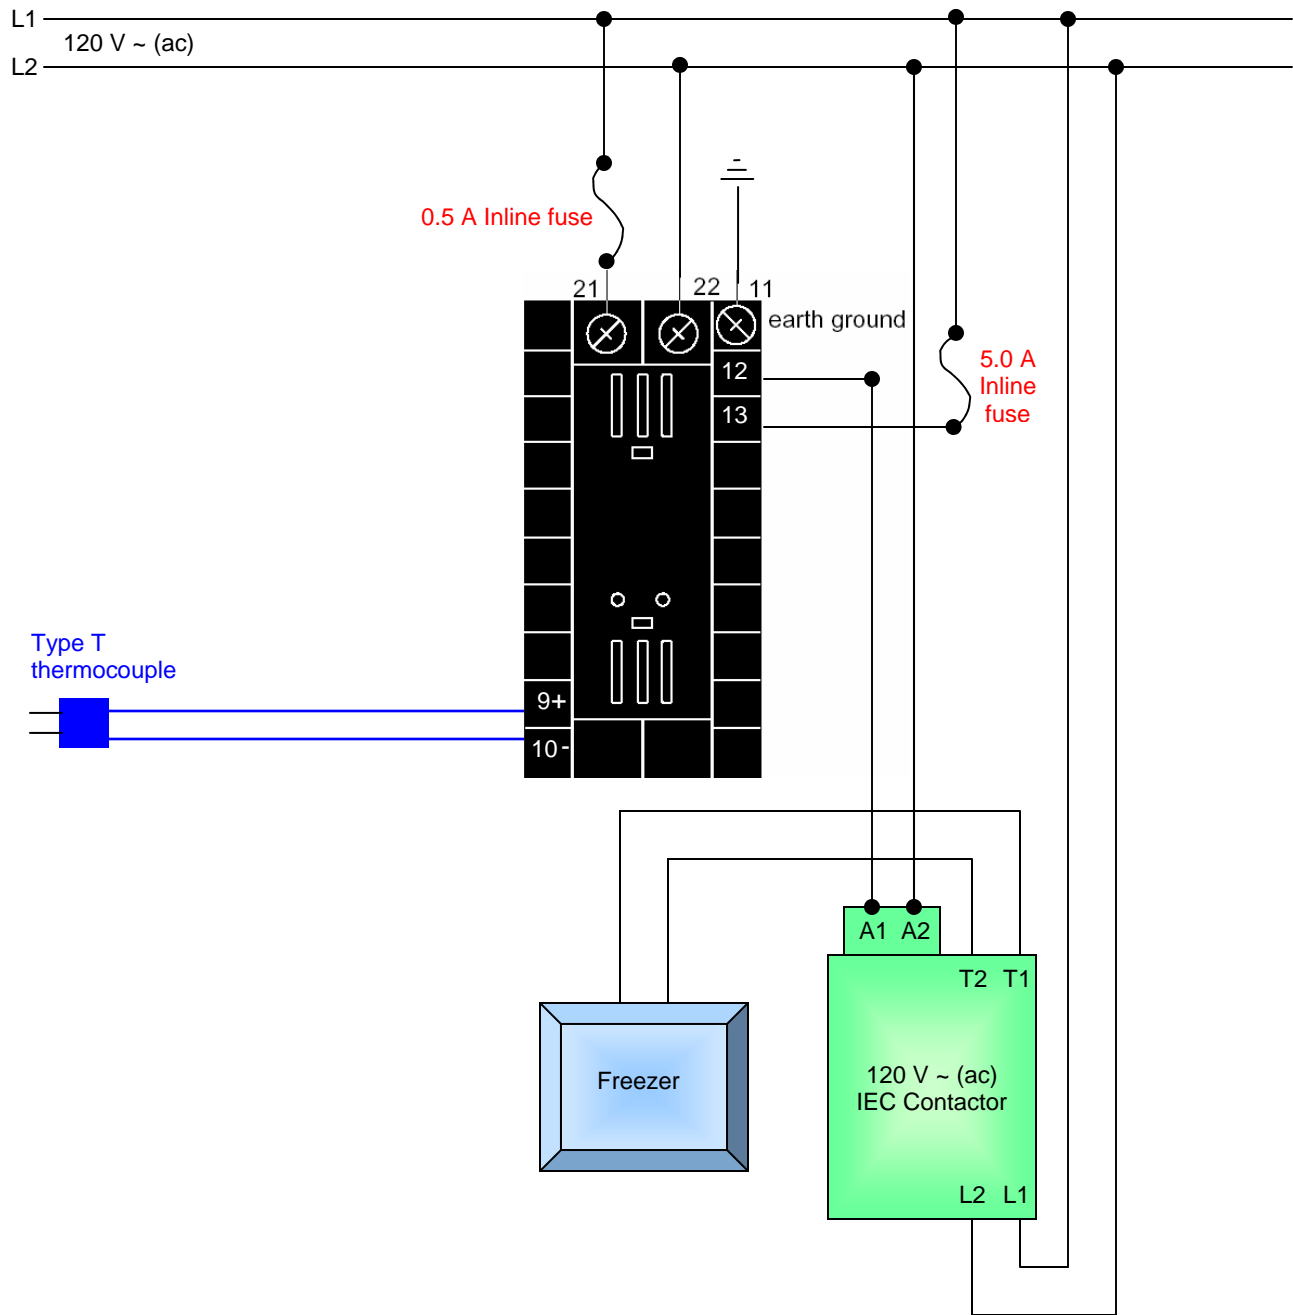 L1
120 V ~ (ac)
L2
0.5 A Inline fuse
21
22
11
earth ground
12
13
5.0 A
Inline
fuse
Type T
thermocouple
9+
10-
A1 A2
T2 T1
Freezer
120 V ~ (ac)
IEC Contactor
L2 L1